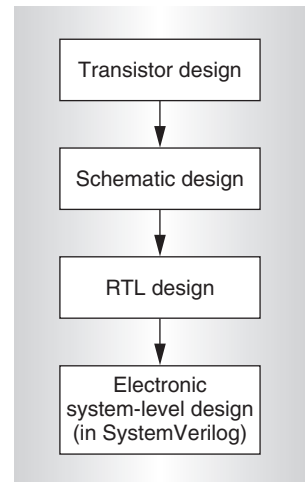 Transistor design
Schematic design
RTL design
Electronic
system-level design
(in SystemVerilog)